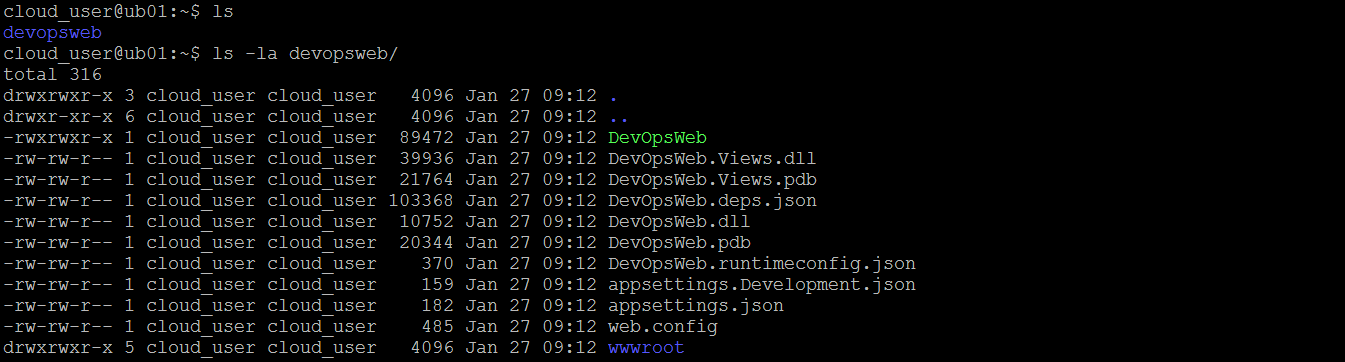 cloud_user@ub01:~$ ls
devopsweb
cloud_user@ub01:~$ ls -la devopsweb/
total 316
drwxrwxr-x 3 cloud_user cloud_user   4096 Jan 27 09:12 .
drwxr-xr-x 6 cloud_user cloud_user   4096 Jan 27 09:12 ..
-rwxrwxr-x 1 cloud_user cloud_user  89472 Jan 27 09:12 DevOpsWeb
-rw-rw-r-- 1 cloud_user cloud_user  39936 Jan 27 09:12 DevOpsWeb.Views.dll
-rw-rw-r-- 1 cloud_user cloud_user  21764 Jan 27 09:12 DevOpsWeb.Views.pdb
-rw-rw-r-- 1 cloud_user cloud_user 103368 Jan 27 09:12 DevOpsWeb.deps.json
-rw-rw-r-- 1 cloud_user cloud_user  10752 Jan 27 09:12 DevOpsWeb.dll
-rw-rw-r-- 1 cloud_user cloud_user  20344 Jan 27 09:12 DevOpsWeb.pdb
-rw-rw-r-- 1 cloud_user cloud_user    370 Jan 27 09:12 DevOpsWeb.runtimeconfig.json
-rw-rw-r-- 1 cloud_user cloud_user    159 Jan 27 09:12 appsettings.Development.json
-rw-rw-r-- 1 cloud_user cloud_user    182 Jan 27 09:12 appsettings.json
-rw-rw-r-- 1 cloud_user cloud_user    485 Jan 27 09:12 web.config
drwxrwxr-x 5 cloud_user cloud_user   4096 Jan 27 09:12 wwwroot